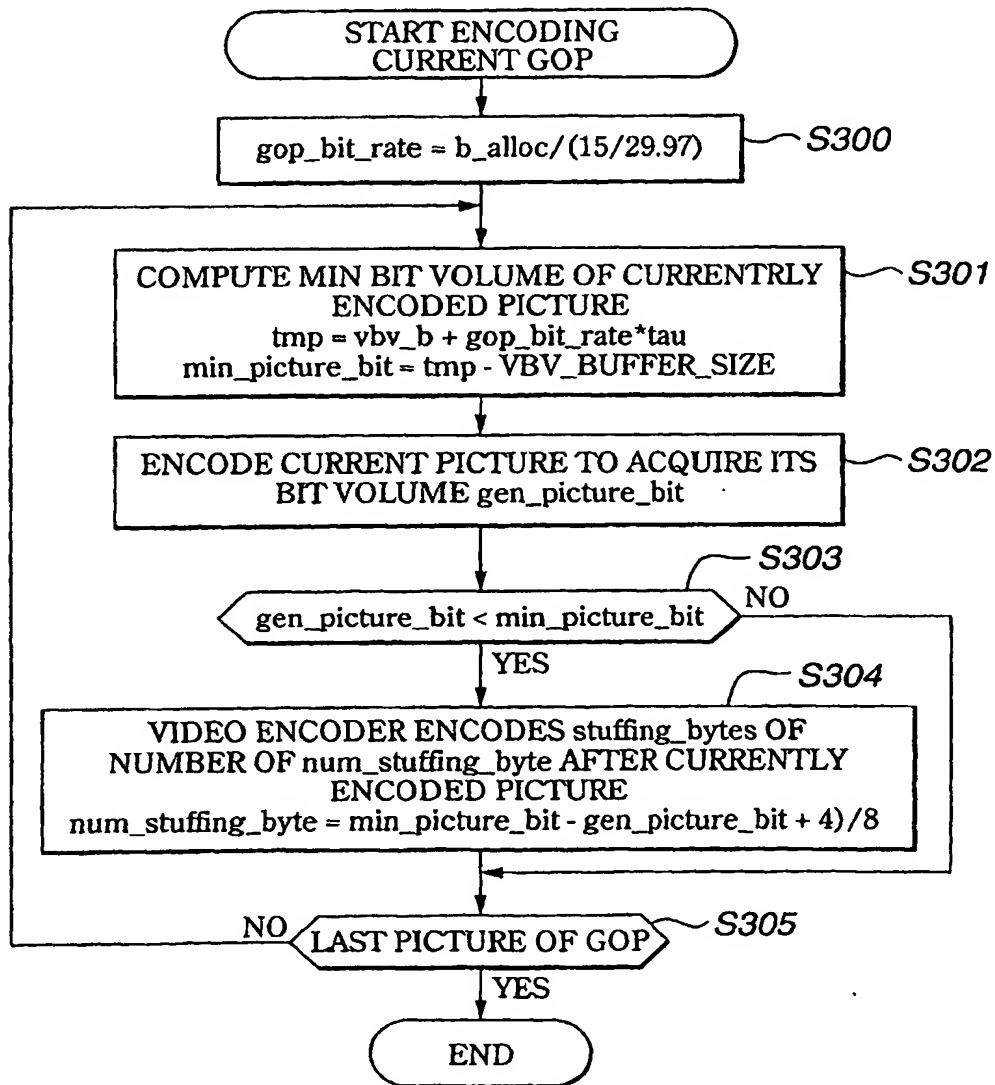 START ENCODING
CURRENT GOP
gop_bit_rate = b_alloc/(15/29.97)
S300
COMPUTE MIN BIT VOLUME OF CURRENTRLY
ENCODED PICTURE
tmp = vbv_b + gop_bit_rate*tau
min_picture_bit = tmp - VBV_BUFFER_SIZE
S301
ENCODE CURRENT PICTURE TO ACQUIRE ITS
BIT VOLUME gen_picture_bit
S302
S303
gen_picture_bit < min_picture_bit
NO
YES
S304
VIDEO ENCODER ENCODES stuffing_bytes OF
NUMBER OF num_stuffing_byte AFTER CURRENTLY
ENCODED PICTURE
num_stuffing_byte = min_picture_bit - gen_picture_bit + 4)/8
NO
LAST PICTURE OF GOP
S305
YES
END